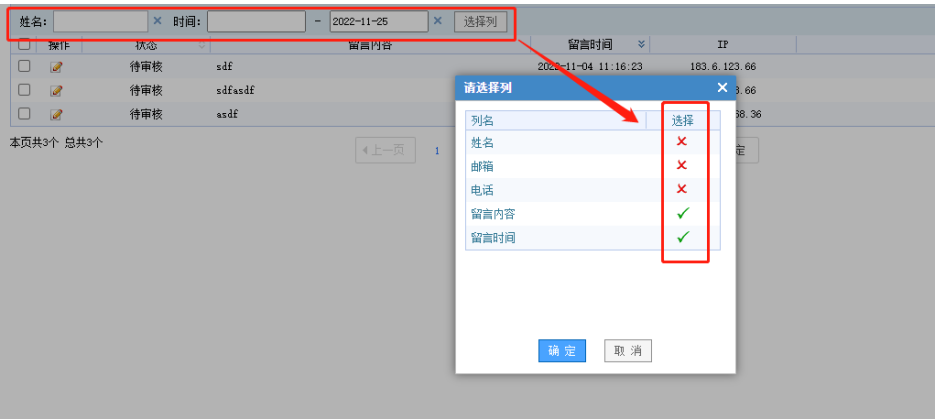 姓名: 时间: - 2022-11-25 选择列
操作 状态 留言内容 留言时间 IP
待审核 sdf 2022-11-04 11:16:23 183.6.123.66
待审核 sdfasdf 3.66
待审核 asdf 58.36
本页共3个 总共3个 上一页 1 定
请选择列
列名 选择
姓名
邮箱
电话
留言内容
留言时间
确定 取消